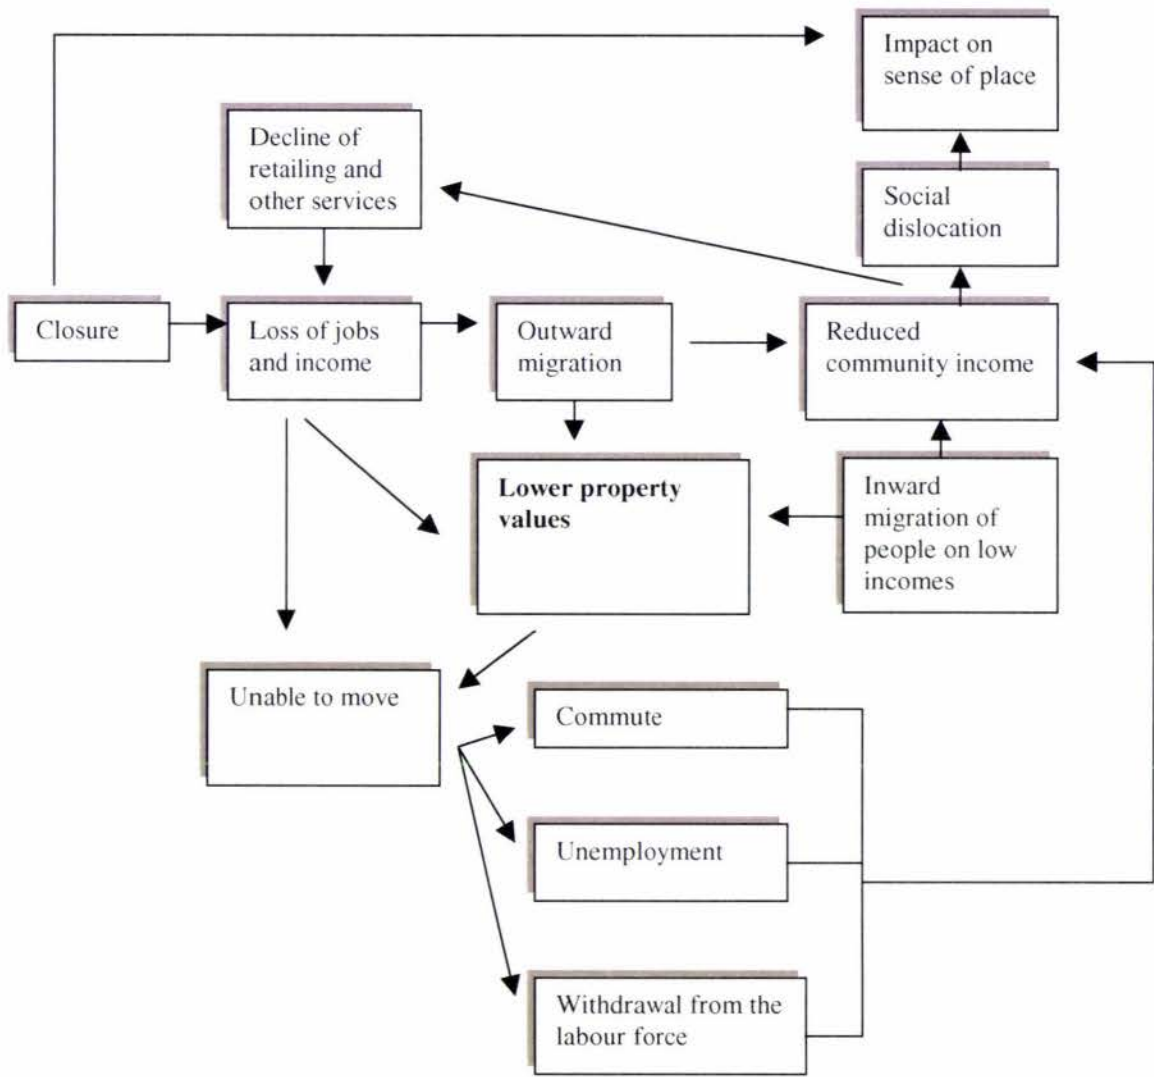 Impact on
sense of place
Decline of
retailing and
other services
Social
dislocation
Closure
Loss of jobs
and income
Outward
migration
Reduced
community income
Lower property
values
Inward
migration of
people on low
incomes
Unable to move
Commute
Unemployment
Withdrawal from the
labour force